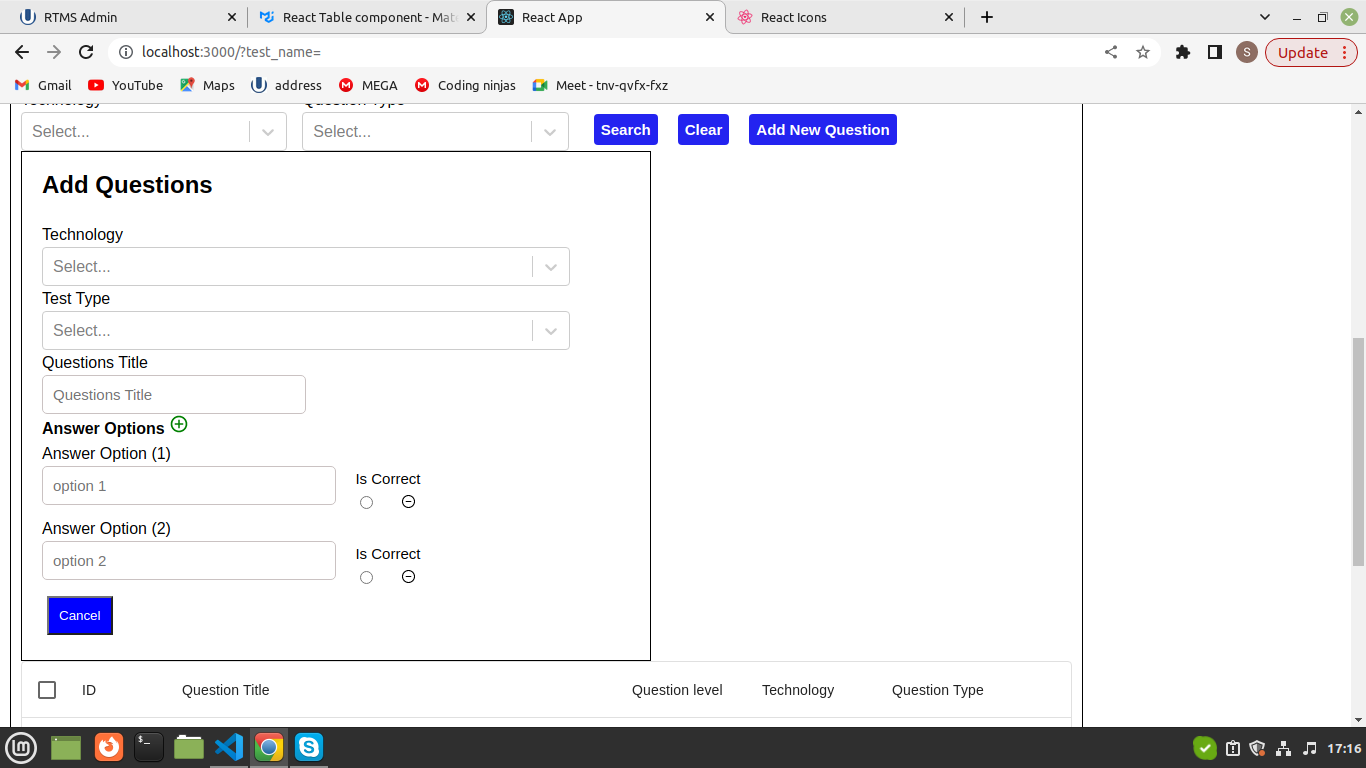 RTMS Admin
React Table component - Mat
React App
React Icons
localhost:3000/?test_name=
S
Update
Gmail
YouTube
Maps
address
MEGA
Coding ninjas
Meet - tnv-qvfx-fxz
Technology
Question Type
Select...
Select...
Search
Clear
Add New Question
Add Questions
Technology
Select...
Test Type
Select...
Questions Title
Questions Title
Answer Options
Answer Option (1)
option 1
Is Correct
Answer Option (2)
option 2
Is Correct
Cancel
ID
Question Title
Question level
Technology
Question Type
17:16